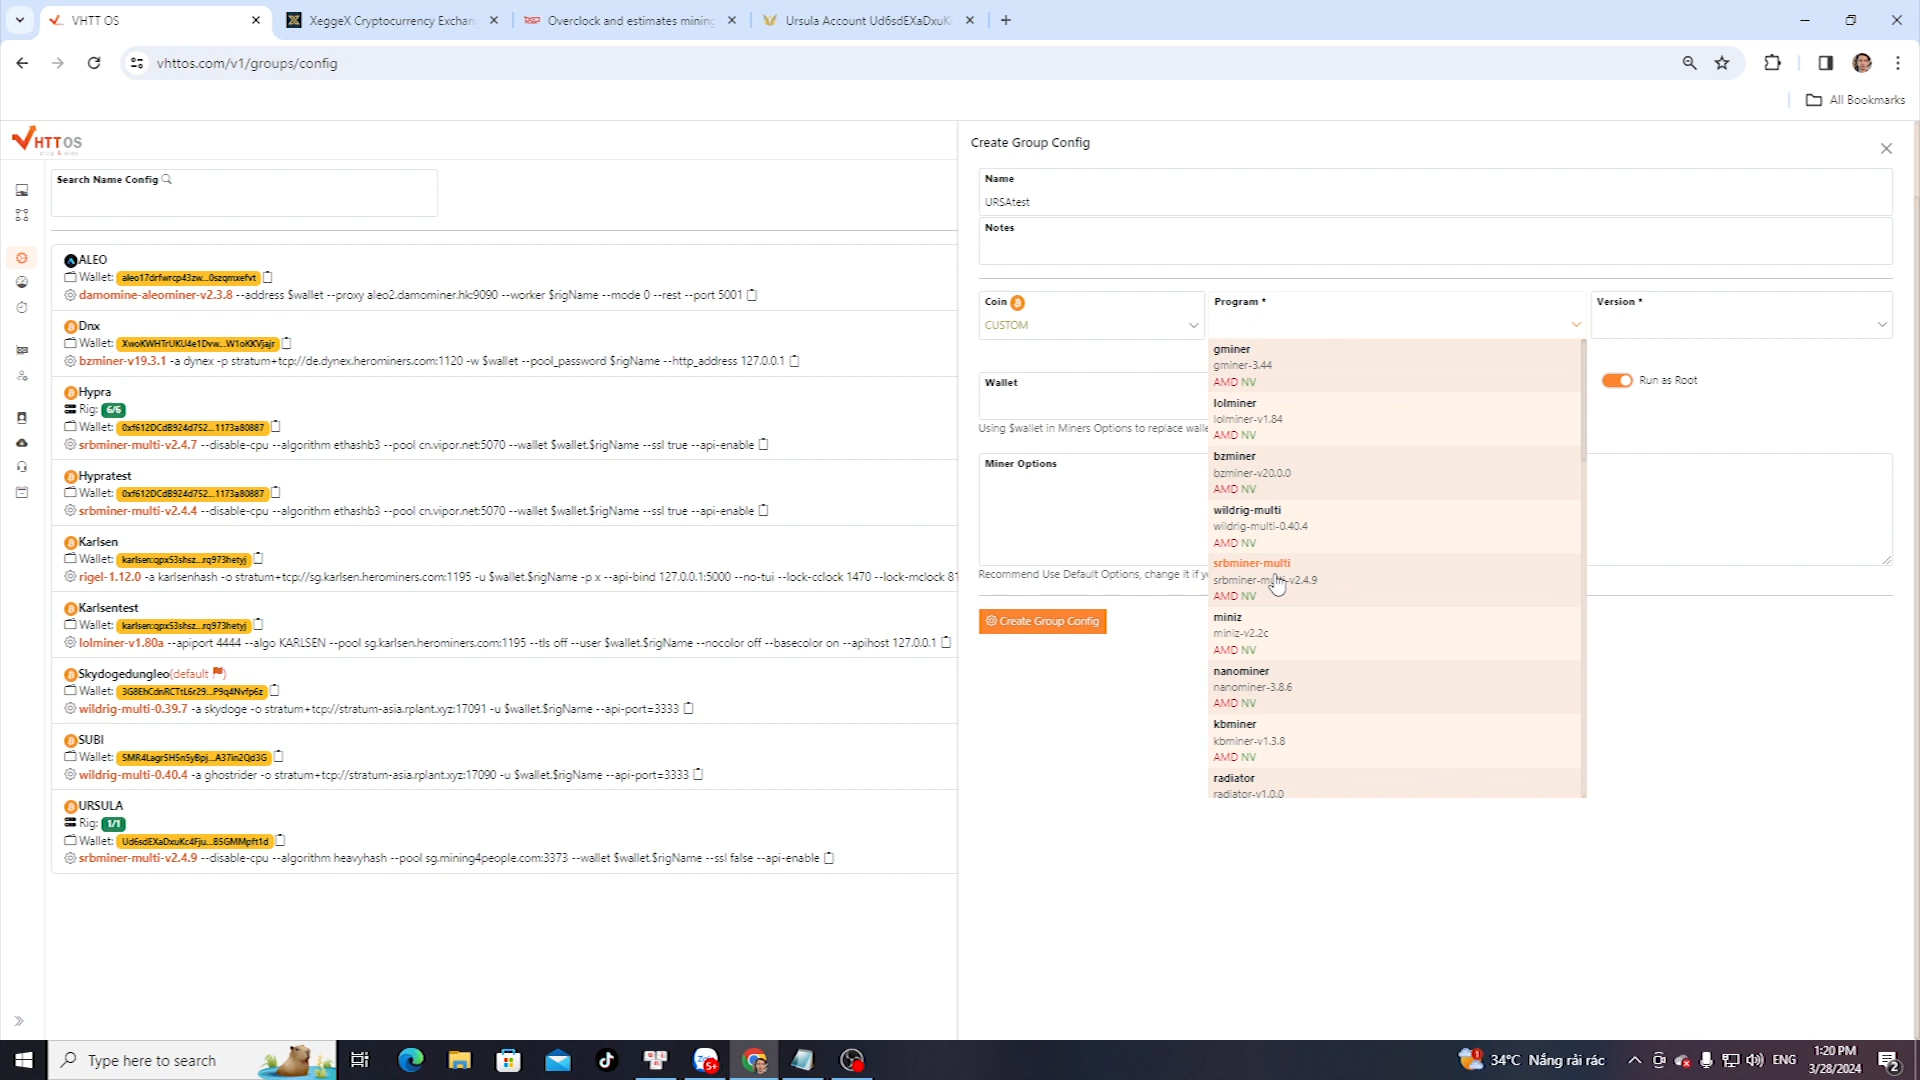 VHTT OS
XeggeX Cryptocurrency Exchan
Overclock and estimates mining
Ursula Account Ud6sdEXaDxuKc
vhttos.com/v1/groups/config
All Bookmarks
HTT OS
Search Name Config
ALEO
Wallet: aleo17drfwrcp43zw...0szqmxefvt
damomine-aleominer-v2.3.8 --address $wallet --proxy aleo2.damominer.hk:9090 --worker $rigName --mode 0 --rest --port 5001
Dnx
Wallet: XwoKWHTrUKU4e1Dvw...W1oKKVjajr
bzminer-v19.3.1 -a dynex -p stratum+tcp://de.dynex.herominers.com:1120 -w $wallet --pool_password $rigName --http_address 127.0.0.1
Hypra
Rig: 6/6
Wallet: 0xf612DCdB924d752...1173a80887
srbminer-multi-v2.4.7 --disable-cpu --algorithm ethashb3 --pool cn.vipor.net:5070 --wallet $wallet.$rigName --ssl true --api-enable
Hypratest
Wallet: 0xf612DCdB924d752...1173a80887
srbminer-multi-v2.4.4 --disable-cpu --algorithm ethashb3 --pool cn.vipor.net:5070 --wallet $wallet.$rigName --ssl true --api-enable
Karlsen
Wallet: karlsen:qpx53shsz...rq973hetyj
rigel-1.12.0 -a karlsenhash -o stratum+tcp://sg.karlsen.herominers.com:1195 -u $wallet.$rigName -p x --api-bind 127.0.0.1:5000 --no-tui --lock-cclock 1470 --lock-mclock 81
Karlsentest
Wallet: karlsen:qpx53shsz...rq973hetyj
lolminer-v1.80a --apiport 4444 --algo KARLSEN --pool sg.karlsen.herominers.com:1195 --tls off --user $wallet.$rigName --nocolor off --basecolor on --apihost 127.0.0.1
Skydogedungleo(default )
Wallet: 3G8EhCdnRCTtL6r29...P9q4Nvfp6z
wildrig-multi-0.39.7 -a skydoge -o stratum+tcp://stratum-asia.rplant.xyz:17091 -u $wallet.$rigName --api-port=3333
SUBI
Wallet: SMR4Lagr5H5nSyBpj...A37in2Qd3G
wildrig-multi-0.40.4 -a ghostrider -o stratum+tcp://stratum-asia.rplant.xyz:17090 -u $wallet.$rigName --api-port=3333
URSULA
Rig: 1/1
Wallet: Ud6sdEXaDxuKc4Fju...B5GMMpft1d
srbminer-multi-v2.4.9 --disable-cpu --algorithm heavyhash --pool sg.mining4people.com:3373 --wallet $wallet.$rigName --ssl false --api-enable
Create Group Config
Name
URSAtest
Notes
Coin
CUSTOM
Program *
Version *
Wallet
Using $wallet in Miners Options to replace walle
Run as Root
Miner Options
Recommend Use Default Options, change it if y
Create Group Config
gminer
gminer-3.44
AMD NV
lolminer
lolminer-v1.84
AMD NV
bzminer
bzminer-v20.0.0
AMD NV
wildrig-multi
wildrig-multi-0.40.4
AMD NV
srbminer-multi
srbminer-multi-v2.4.9
AMD NV
miniz
miniz-v2.2c
AMD NV
nanominer
nanominer-3.8.6
AMD NV
kbminer
kbminer-v1.3.8
AMD NV
radiator
radiator-v1.0.0
Type here to search
34°C Nắng rải rác
ENG
1:20 PM
3/28/2024